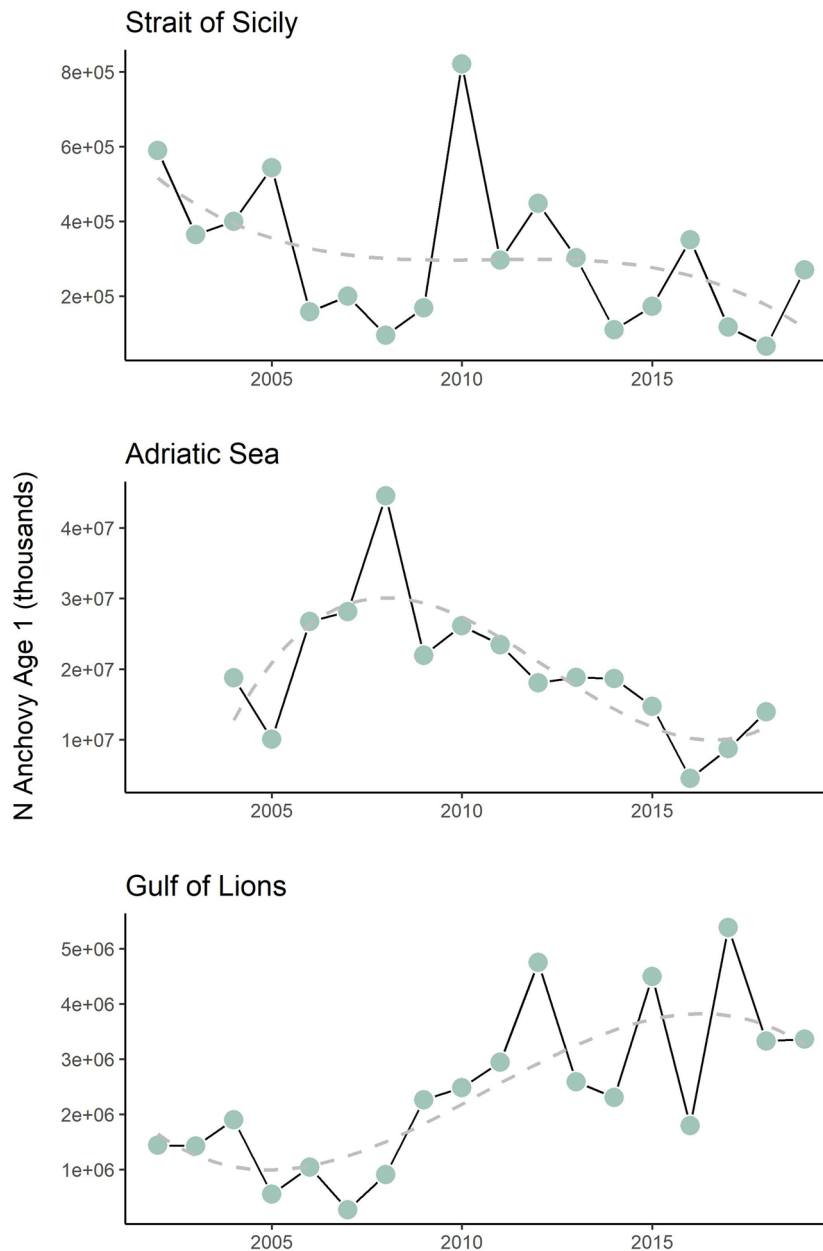 Strait of Sicily
8e+05
6e+05
4e+05
2e+05
2005 2010 2015
N Anchovy Age 1 (thousands)
Adriatic Sea
4e+07
3e+07
2e+07
1e+07
2005 2010 2015
Gulf of Lions
5e+06
4e+06
3e+06
2e+06
1e+06
2005 2010 2015